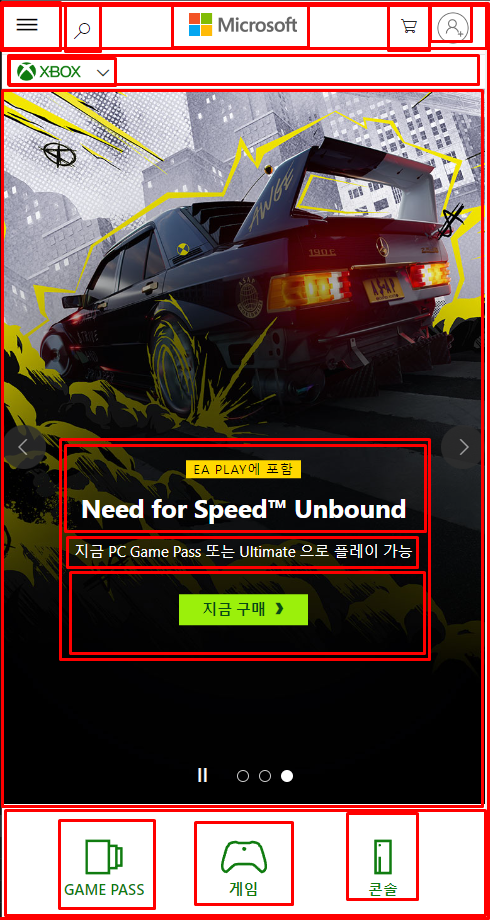 Microsoft
XBOX
AWGE
190 E
EA PLAY에 포함
Need for Speed™ Unbound
지금 PC Game Pass 또는 Ultimate 으로 플레이 가능
지금 구매
GAME PASS
게임
콘솔